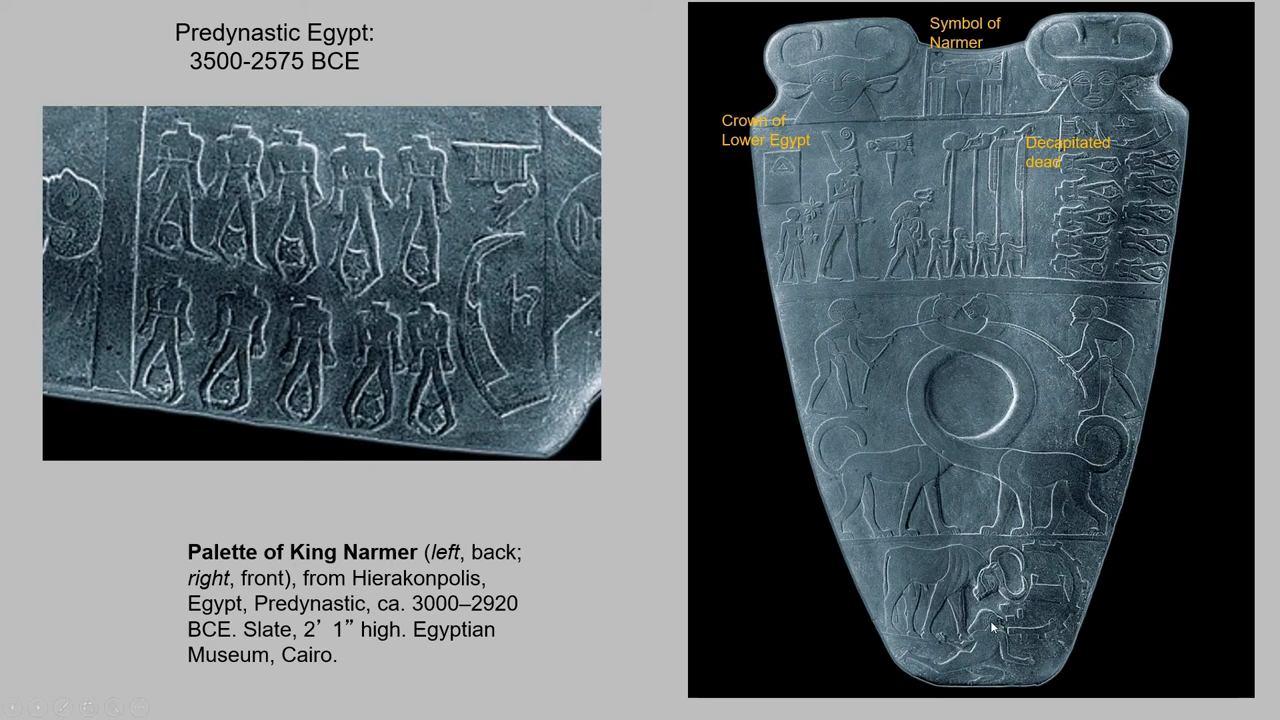 Predynastic Egypt:
3500-2575 BCE
Palette of King Narmer (left, back;
right, front), from Hierakonpolis,
Egypt, Predynastic, ca. 3000–2920
BCE. Slate, 2’ 1” high. Egyptian
Museum, Cairo.
Symbol of
Narmer
Crown of
Lower Egypt
Decapitated
dead